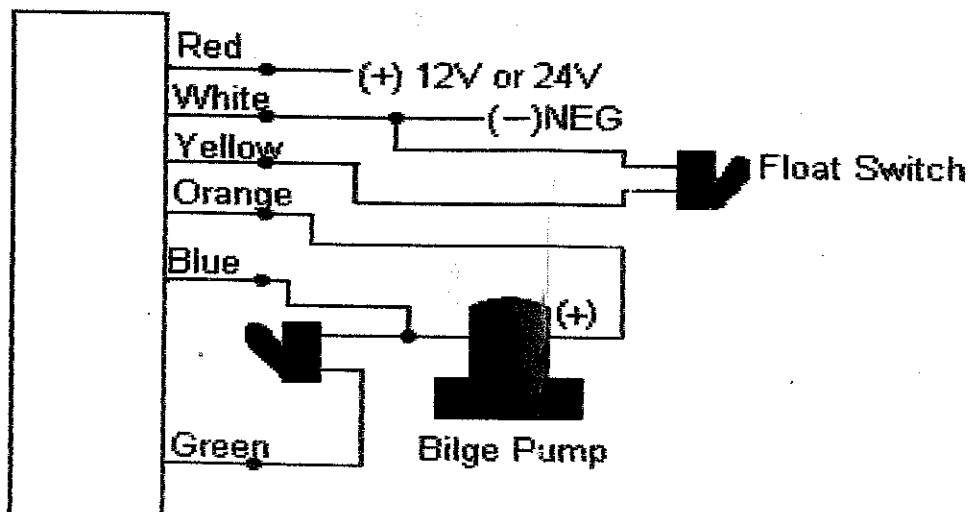 Red
(+) 12V or 24V
White
(−)NEG
Yellow
Float Switch
Orange
Blue
(+)
Green
Bilge Pump